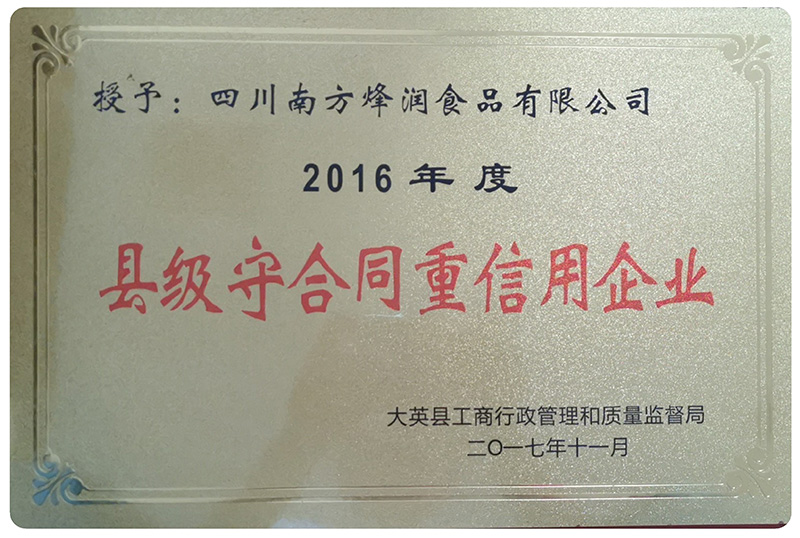 授予：四川南方烽润食品有限公司
2016年度
县级守合同重信用企业
大英县工商行政管理和质量监督局
二〇一七年十一月